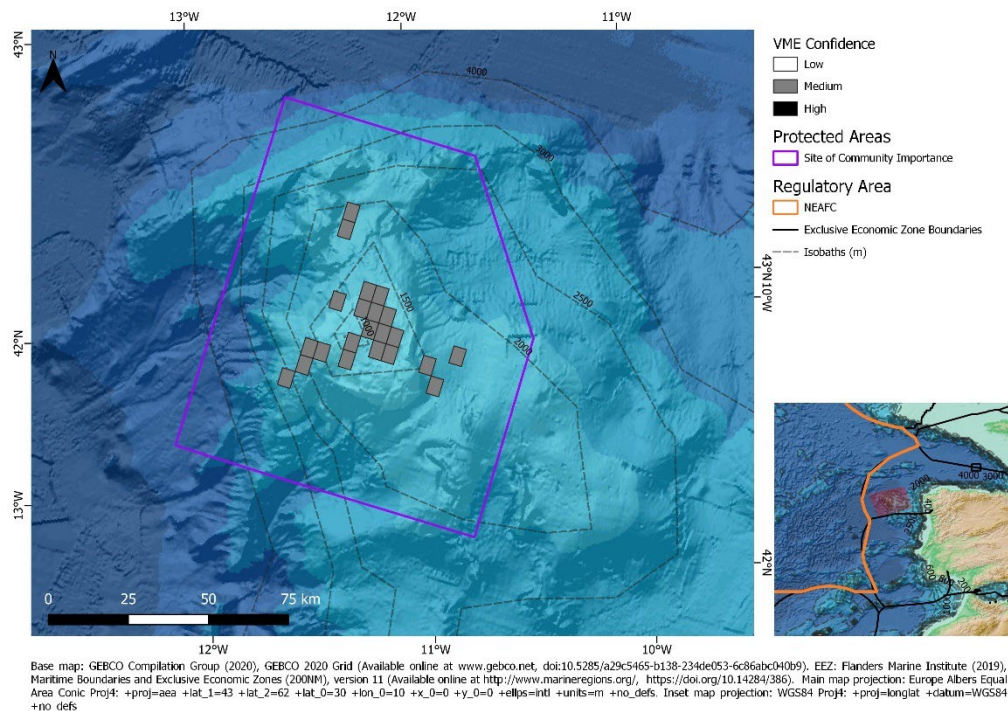 13°W 12°W 11°W
43°N
N
4000
3000
1500
1000
2500
2000
42°N
13°W
43°N10°W
42°N
0 25 50 75 km
12°W 11°W 10°W
VME Confidence
Low
Medium
High
Protected Areas
Site of Community Importance
Regulatory Area
NEAFC
Exclusive Economic Zone Boundaries
Isobaths (m)
4000 3000
2000
Base map: GEBCO Compilation Group (2020), GEBCO 2020 Grid (Available online at www.gebco.net, doi:10.5285/a29c5465-b138-234de053-6c86abc040b9). EEZ: Flanders Marine Institute (2019),
Maritime Boundaries and Exclusive Economic Zones (200NM), version 11 (Available online at http://www.marineregions.org/, https://doi.org/10.14284/386). Main map projection: Europe Albers Equal
Area Conic Proj4: +proj=aea +lat_1=43 +lat_2=62 +lat_0=30 +lon_0=10 +x_0=0 +y_0=0 +ellps=intl +units=m +no_defs. Inset map projection: WGS84 Proj4: +proj=longlat +datum=WGS84
+no_defs